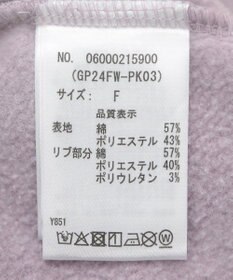 NO. 06000215900
(GP24FW-PK03)
サイズ: F
品質表示
表地 綿 57%
ポリエステル 43%
リブ部分 綿 57%
ポリエステル 40%
ポリウレタン 3%
Y851